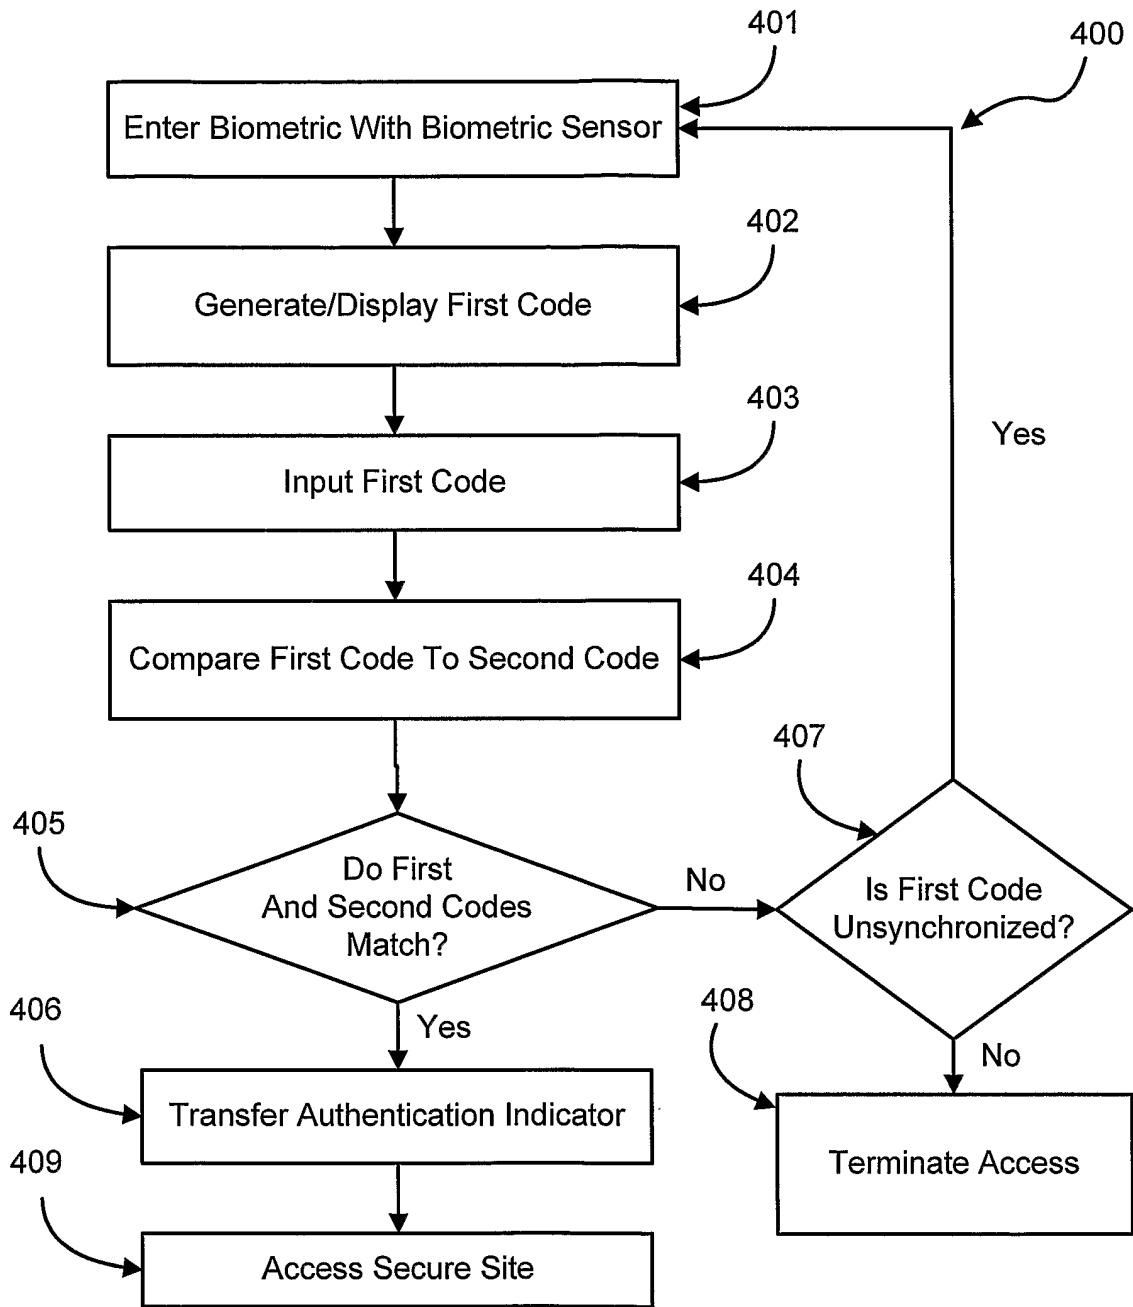 401
400
Enter Biometric With Biometric Sensor
402
Generate/Display First Code
403
Yes
Input First Code
404
Compare First Code To Second Code
407
405
Do First
And Second Codes
Match?
No
Is First Code
Unsynchronized?
406
Yes
408
No
Transfer Authentication Indicator
409
Terminate Access
Access Secure Site